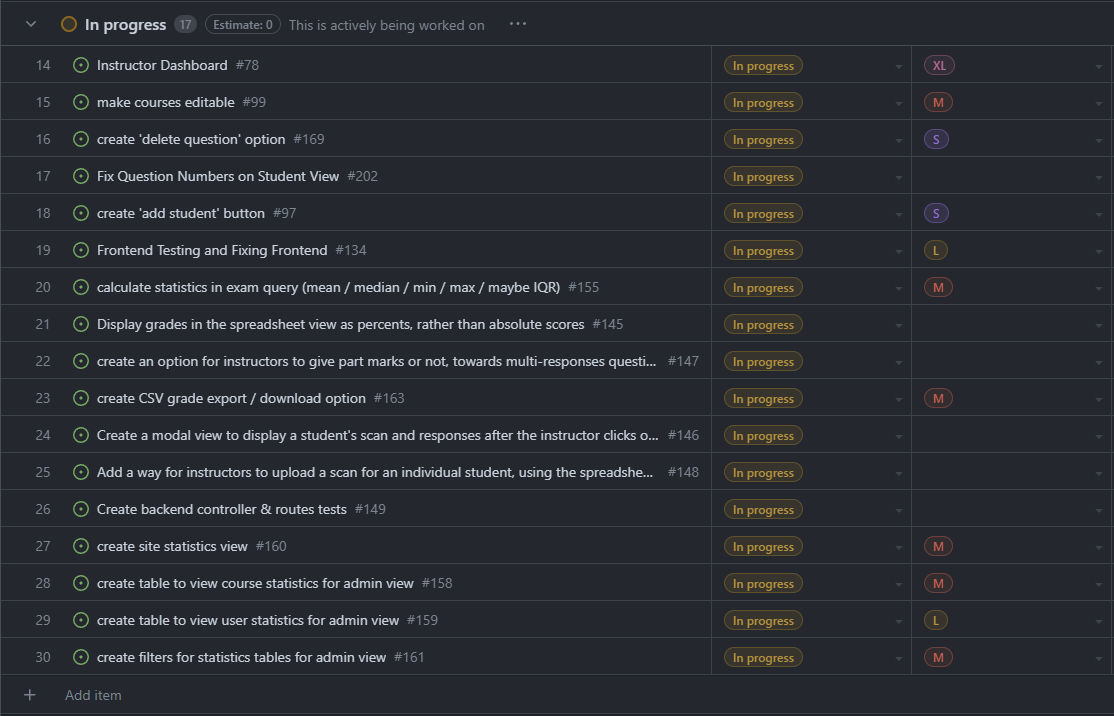 In progress 17 Estimate: 0 This is actively being worked on ...
14 Instructor Dashboard #78 In progress XL
15 make courses editable #99 In progress M
16 create 'delete question' option #169 In progress S
17 Fix Question Numbers on Student View #202 In progress
18 create 'add student' button #97 In progress S
19 Frontend Testing and Fixing Frontend #134 In progress L
20 calculate statistics in exam query (mean / median / min / max / maybe IQR) #155 In progress M
21 Display grades in the spreadsheet view as percents, rather than absolute scores #145 In progress
22 create an option for instructors to give part marks or not, towards multi-responses questi... #147 In progress
23 create CSV grade export / download option #163 In progress M
24 Create a modal view to display a student's scan and responses after the instructor clicks o... #146 In progress
25 Add a way for instructors to upload a scan for an individual student, using the spreadshe... #148 In progress
26 Create backend controller & routes tests #149 In progress
27 create site statistics view #160 In progress M
28 create table to view course statistics for admin view #158 In progress M
29 create table to view user statistics for admin view #159 In progress L
30 create filters for statistics tables for admin view #161 In progress M
+ Add item